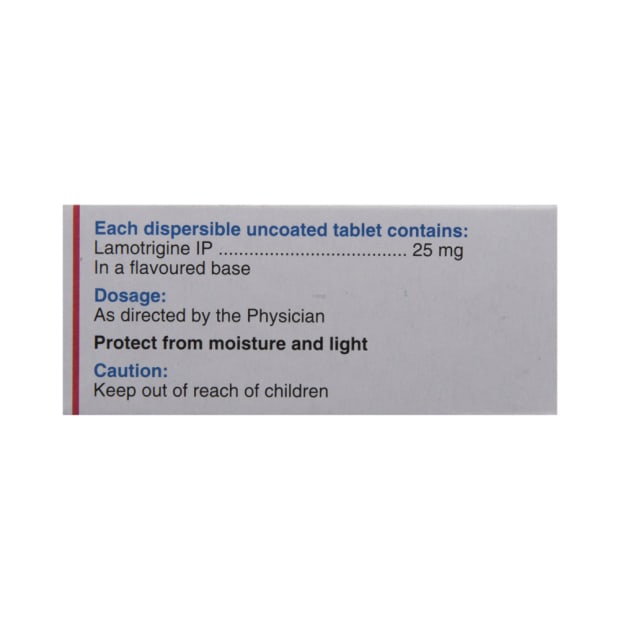 Each dispersible uncoated tablet contains:
Lamotrigine IP ..................................... 25 mg
In a flavoured base
Dosage:
As directed by the Physician
Protect from moisture and light
Caution:
Keep out of reach of children